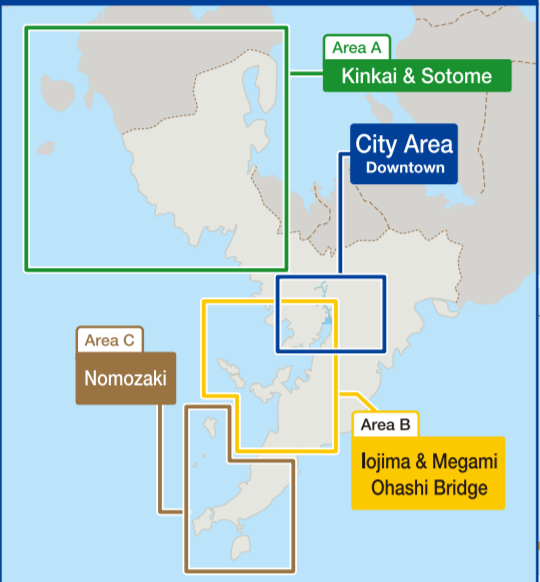 Area A
Kinkai & Sotome
City Area
Downtown
Area C
Nomozaki
Area B
Iojima & Megami
Ohashi Bridge